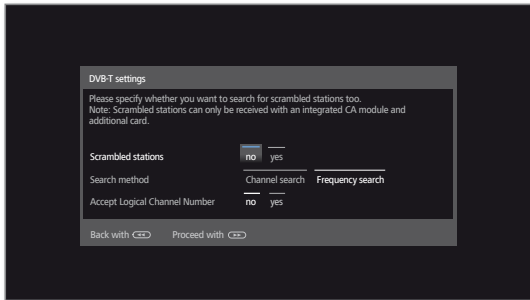 DVB-T settings
Please specify whether you want to search for scrambled stations too.
Note: Scrambled stations can only be received with an integrated CA module and
additional card.
Scrambled stations no yes
Search method Channel search Frequency search
Accept Logical Channel Number no yes
Back with Proceed with